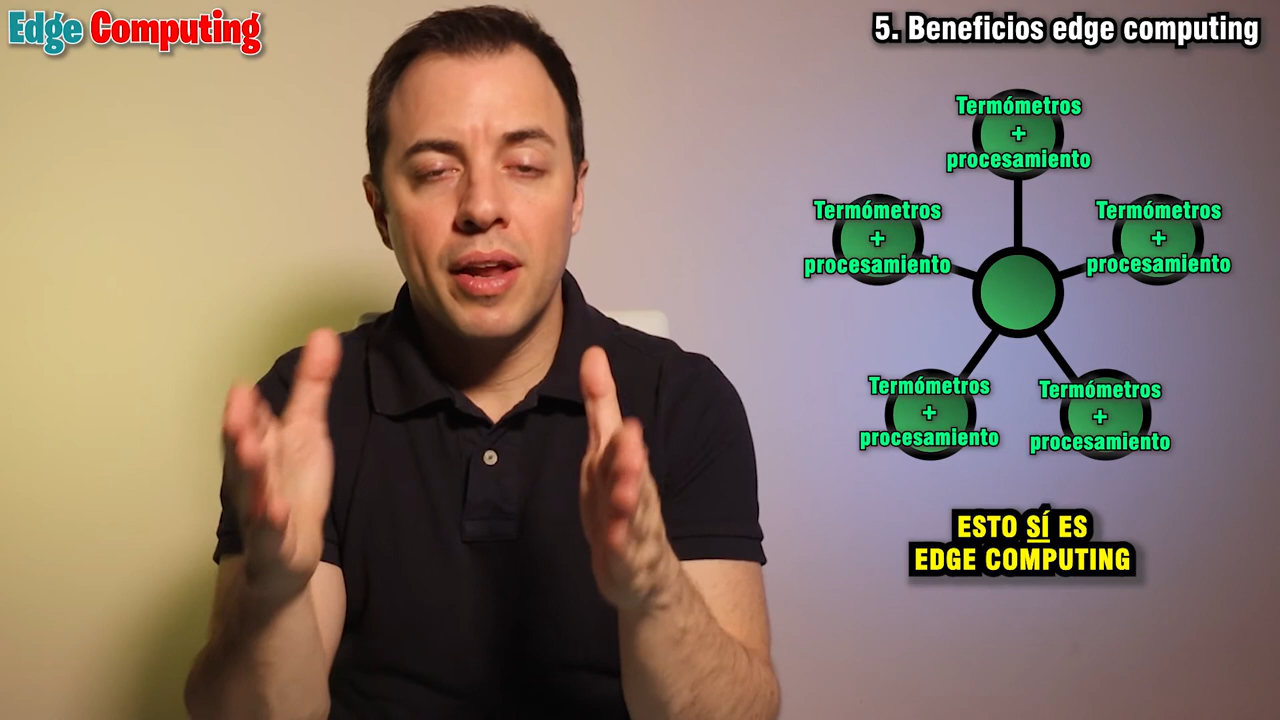 Edge Computing
5. Beneficios edge computing
Termómetros
+
procesamiento
Termómetros
+
procesamiento
Termómetros
+
procesamiento
Termómetros
+
procesamiento
Termómetros
+
procesamiento
ESTO SÍ ES
EDGE COMPUTING